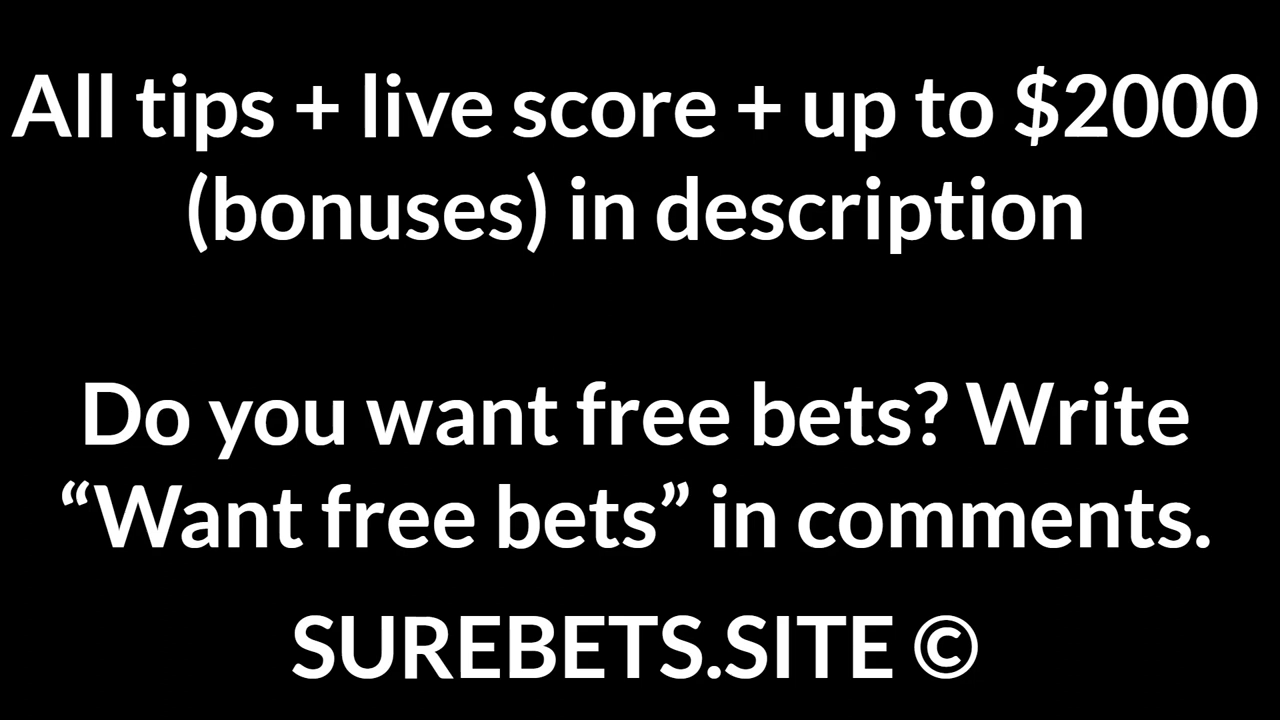 All tips + live score + up to $2000
(bonuses) in description
Do you want free bets? Write
“Want free bets” in comments.
SUREBETS.SITE ©